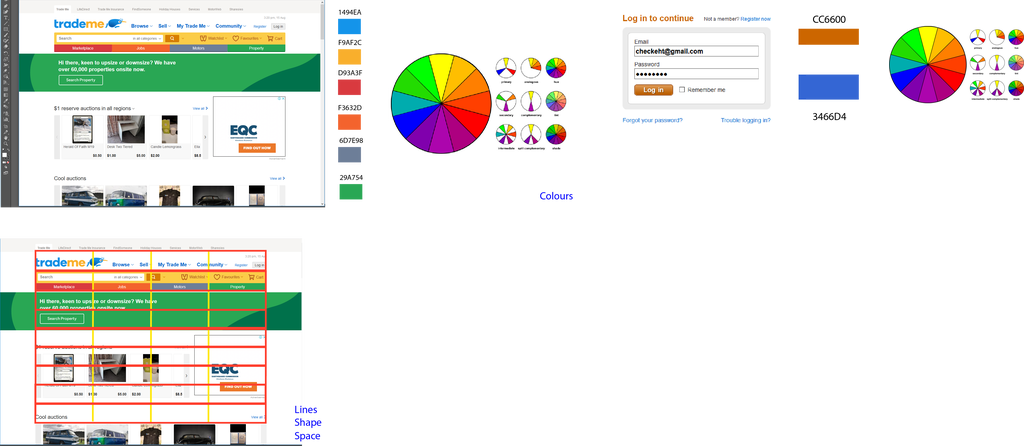 Trade Me
trademe
Browse Sell My Trade Me Community Register Log in
Search In all categories Watchlist Favourites Cart
Marketplace Jobs Motors Property
Hi there, keen to upsize or downsize? We have
over 60,000 properties onsite now.
Search Property
$1 reserve auctions in all regions - View all
EQC
FIND OUT NOW
$0.00 $1.00 $2.00 $8.5
Cool auctions View all
1494EA
F9AF2C
D93A3F
F3632D
6D7E98
29A754
Colours
Log in to continue Not a member? Register now
Email
checkeht@gmail.com
Password
Log in Remember me
Forgot your password? Trouble logging in?
CC6600
3466D4
trademe
Browse Sell My Trade Me Community Register Log in
Search In all categories Watchlist Favourites Cart
Marketplace Jobs Motors Property
Hi there, keen to upsize or downsize? We have
over 60,000 properties onsite now.
Search Property
EQC
FIND OUT NOW
$0.00 $1.00 $2.00 $8.5
Cool auctions View all
Lines
Shape
Space